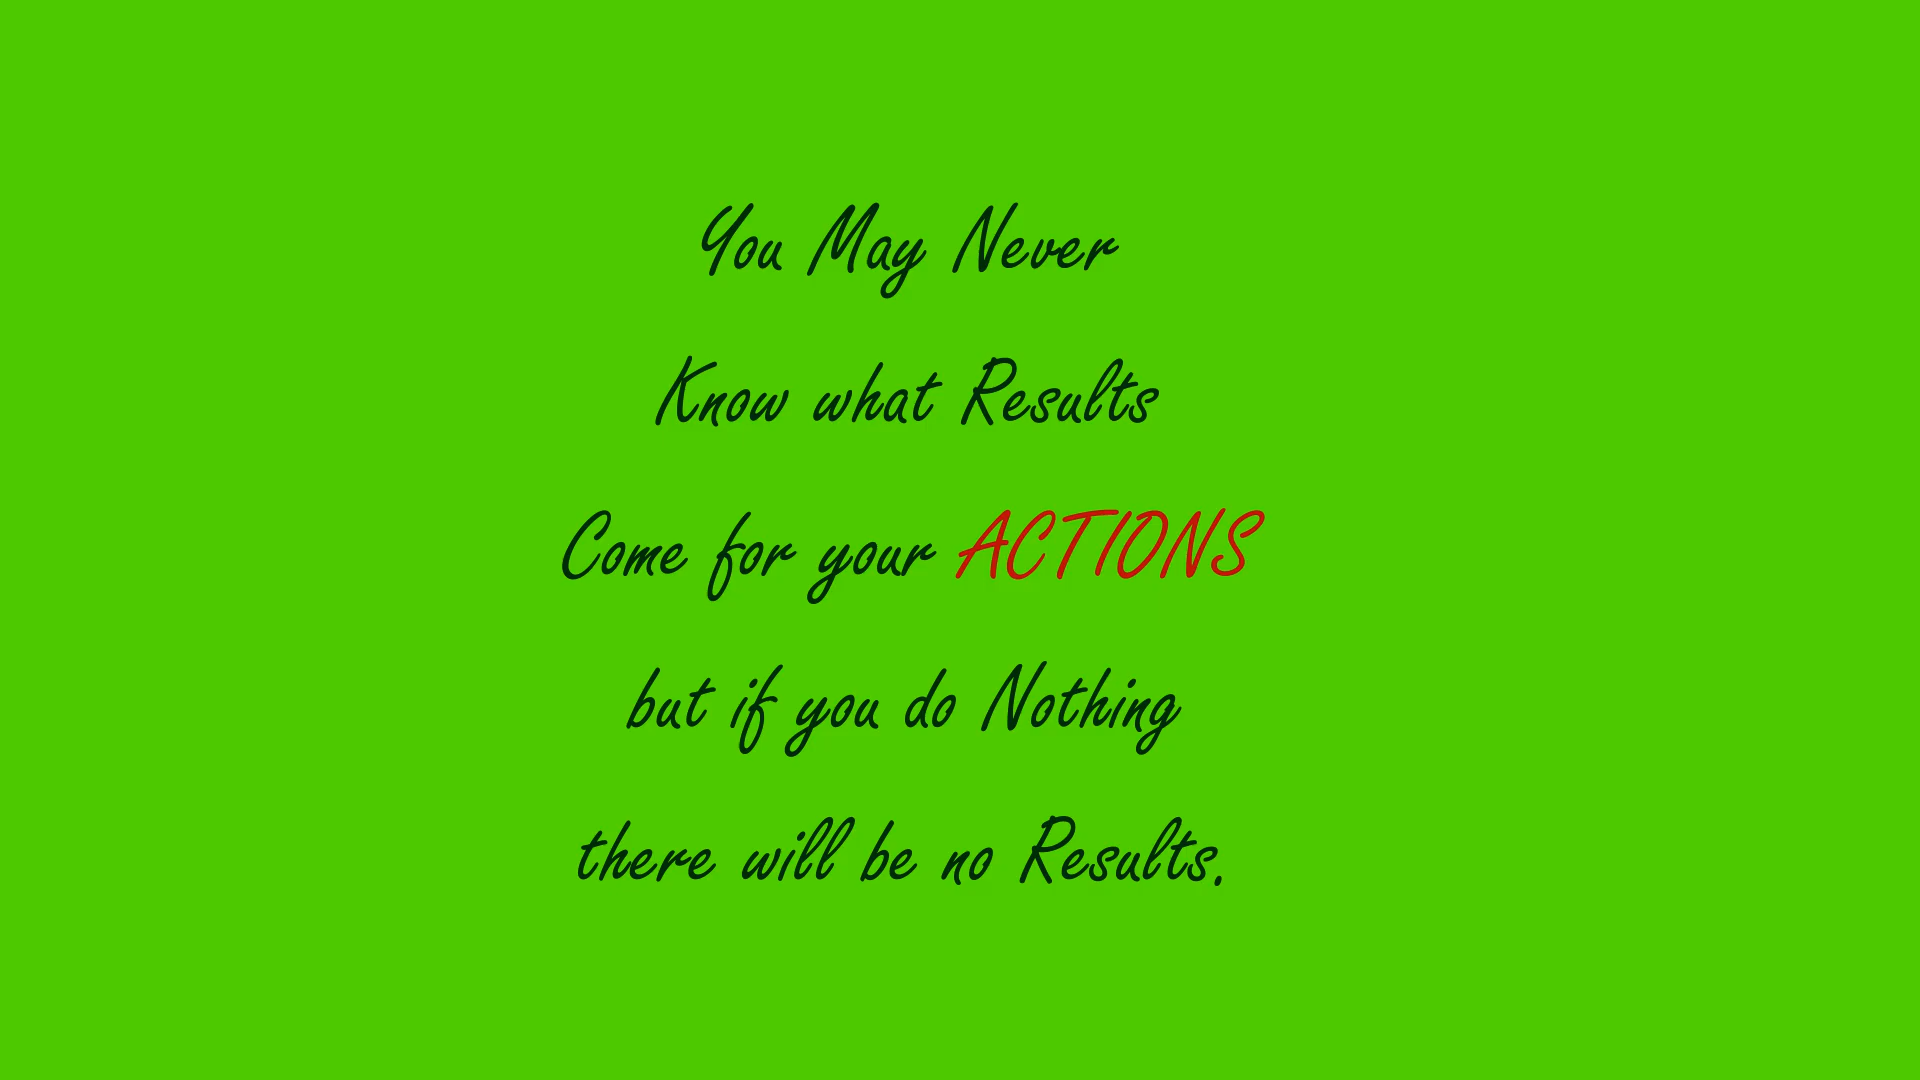 You May Never
Know what Results
Come for your ACTIONS
but if you do Nothing
there will be no Results.